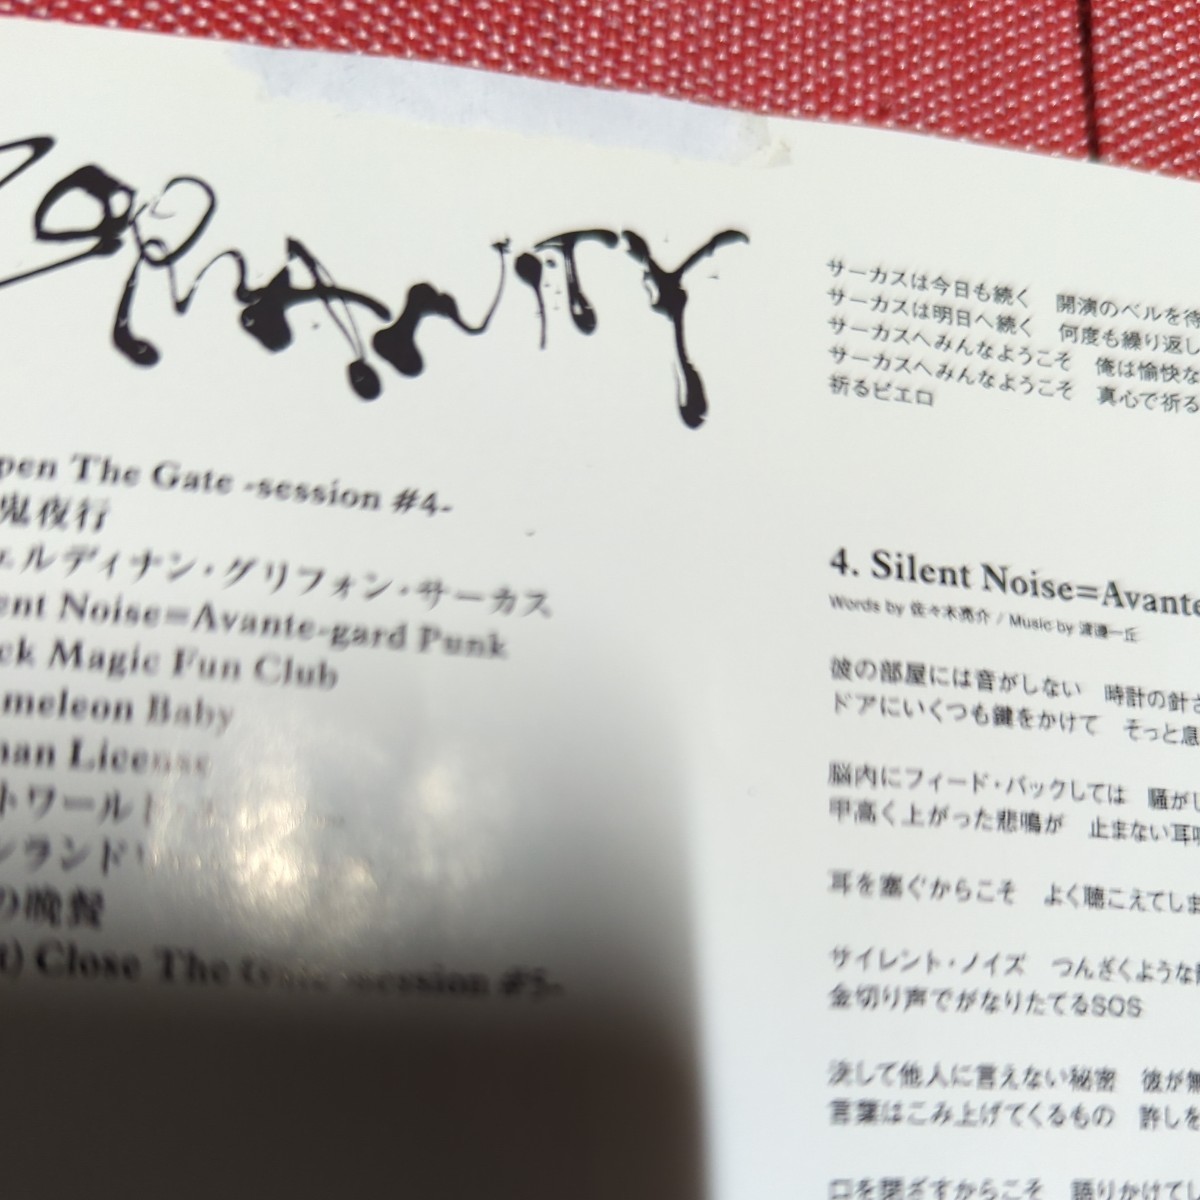 pen The Gate -session #4-
鬼夜行
ェルディナン・グリフォン・サーカス
ent Noise=Avante-gard Punk
ck Magic Fun Club
meleon Baby
nan License
トワールド
ンランド
の晩餐
t) Close The Gate -session #5-
サーカスは今日も続く 開演のベルを待
サーカスは明日へ続く 何度も繰り返し
サーカスへみんなようこそ 俺は愉快な
サーカスへみんなようこそ 真心で祈る
祈るピエロ
4. Silent Noise=Avante
Words by 佐々木亮介 / Music by 渡邊一丘
彼の部屋には音がしない 時計の針さ
ドアにいくつも鍵をかけて そっと息
脳内にフィード・バックしては 騒がし
甲高く上がった悲鳴が 止まない耳鳴
耳を塞ぐからこそ よく聴こえてしま
サイレント・ノイズ つんざくような
金切り声でがなりたてるSOS
決して他人に言えない秘密 彼が無
言葉はこみ上げてくるもの 許しを
口を閉ざすからこそ 語りかけてし